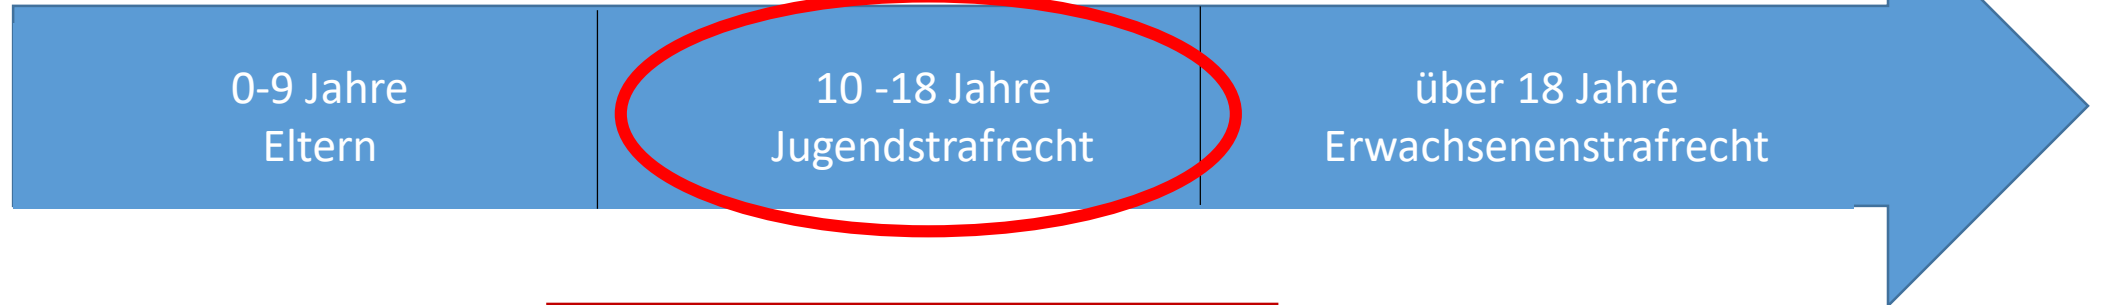 0-9 Jahre
Eltern
10 -18 Jahre
Jugendstrafrecht
über 18 Jahre
Erwachsenenstrafrecht